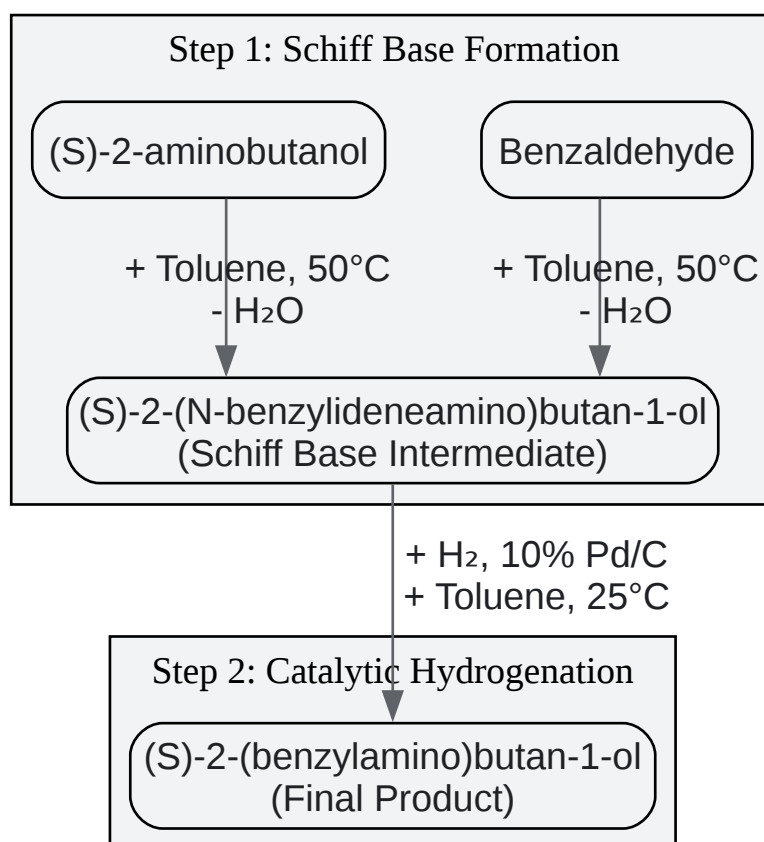 Step 1: Schiff Base Formation
(S)-2-aminobutanol
Benzaldehyde
+ Toluene, 50°C
- H₂O
+ Toluene, 50°C
- H₂O
(S)-2-(N-benzylideneamino)butan-1-ol
(Schiff Base Intermediate)
+ H₂, 10% Pd/C
+ Toluene, 25°C
Step 2: Catalytic Hydrogenation
(S)-2-(benzylamino)butan-1-ol
(Final Product)